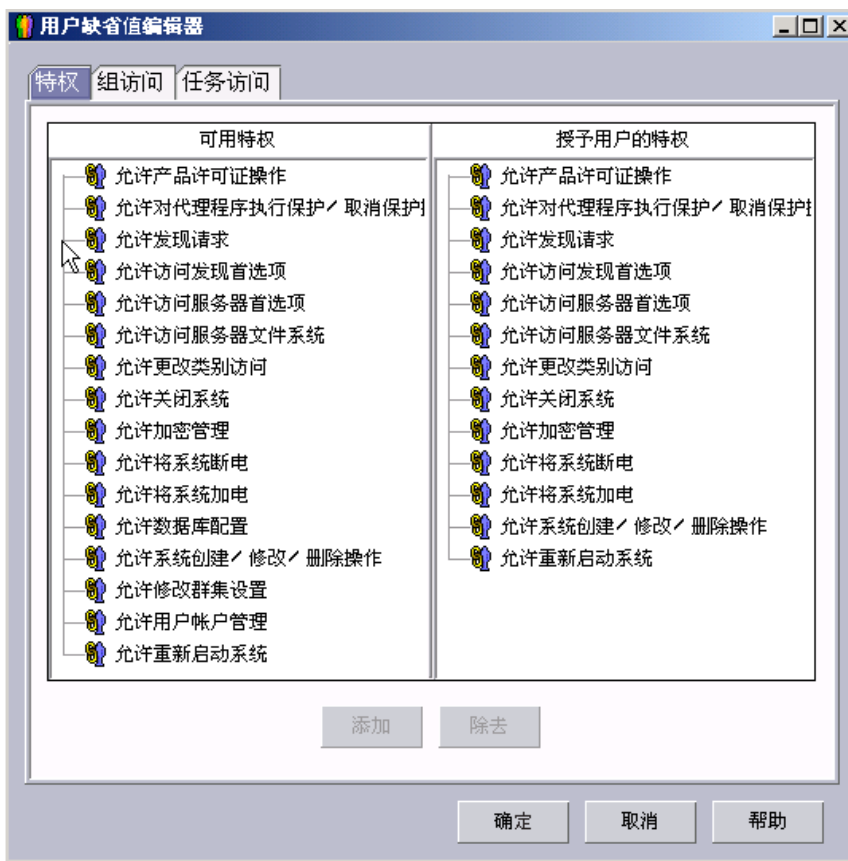 用户缺省值编辑器
特权 组访问 任务访问
可用特权
允许产品许可证操作
允许对代理程序执行保护/取消保护
允许发现请求
允许访问发现首选项
允许访问服务器首选项
允许访问服务器文件系统
允许更改类别访问
允许关闭系统
允许加密管理
允许将系统断电
允许将系统加电
允许数据库配置
允许系统创建/修改/删除操作
允许修改群集设置
允许用户帐户管理
允许重新启动系统
授予用户的特权
允许产品许可证操作
允许对代理程序执行保护/取消保护
允许发现请求
允许访问发现首选项
允许访问服务器首选项
允许访问服务器文件系统
允许更改类别访问
允许关闭系统
允许加密管理
允许将系统断电
允许将系统加电
允许系统创建/修改/删除操作
允许重新启动系统
添加 除去
确定 取消 帮助